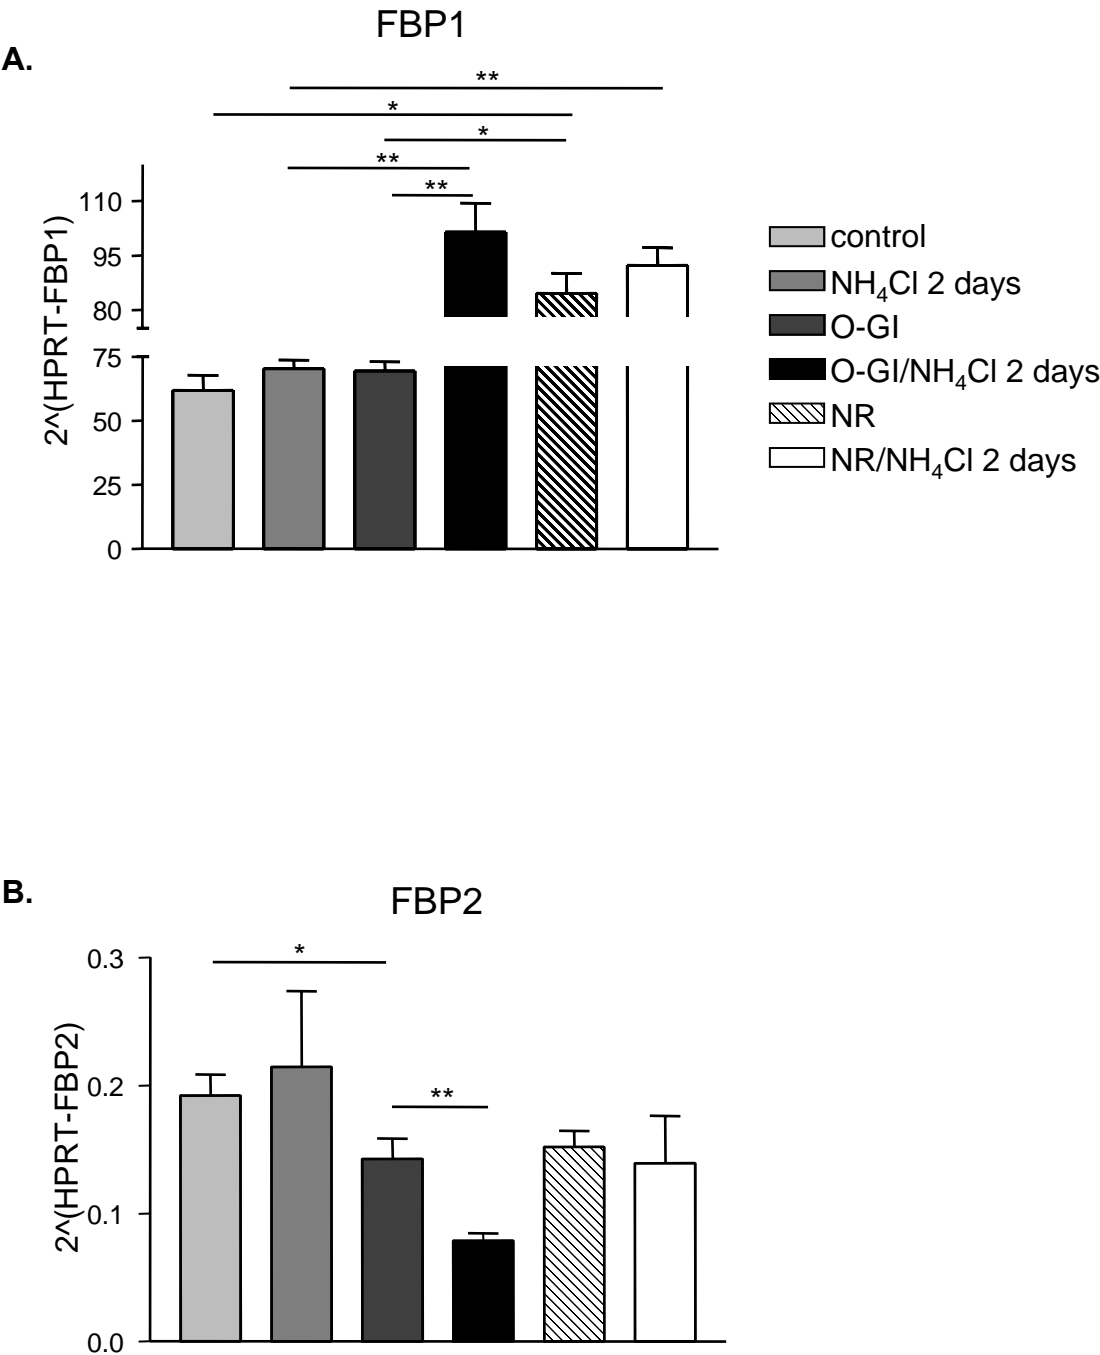 FBP1
A.
**
*
*
**
**
2^(HPRT-FBP1)
110
95
80
75
50
25
0
control
NH₄Cl 2 days
O-GI
O-GI/NH₄Cl 2 days
NR
NR/NH₄Cl 2 days
B.
FBP2
*
**
2^(HPRT-FBP2)
0.3
0.2
0.1
0.0